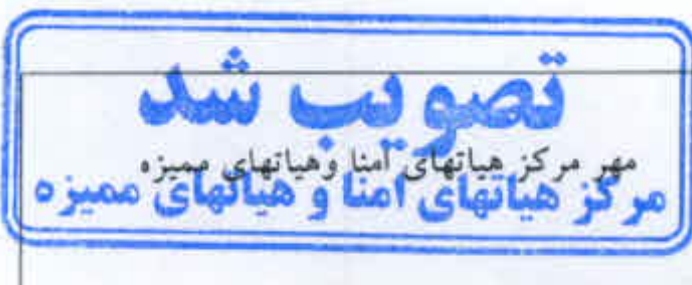 تصویب شد
مهر مرکز هیاتهای امنا وهیاتهای ممیزه
مرکز هیاتهای امنا و هیاتهای ممیزه